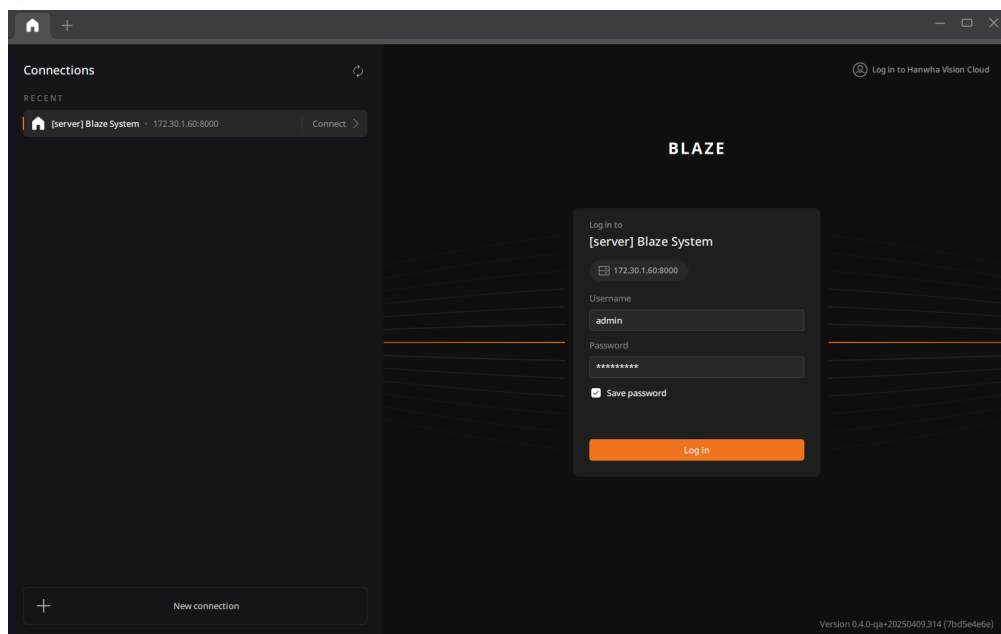 Connections
RECENT
[server] Blaze System • 172.30.1.60:8000 Connect
New connection
Log in to Hanwha Vision Cloud
BLAZE
Log in to
[server] Blaze System
172.30.1.60:8000
Username
admin
Password
*********
Save password
Log in
Version 0.4.0-qa+20250409.314 (7bd5e4e6e)